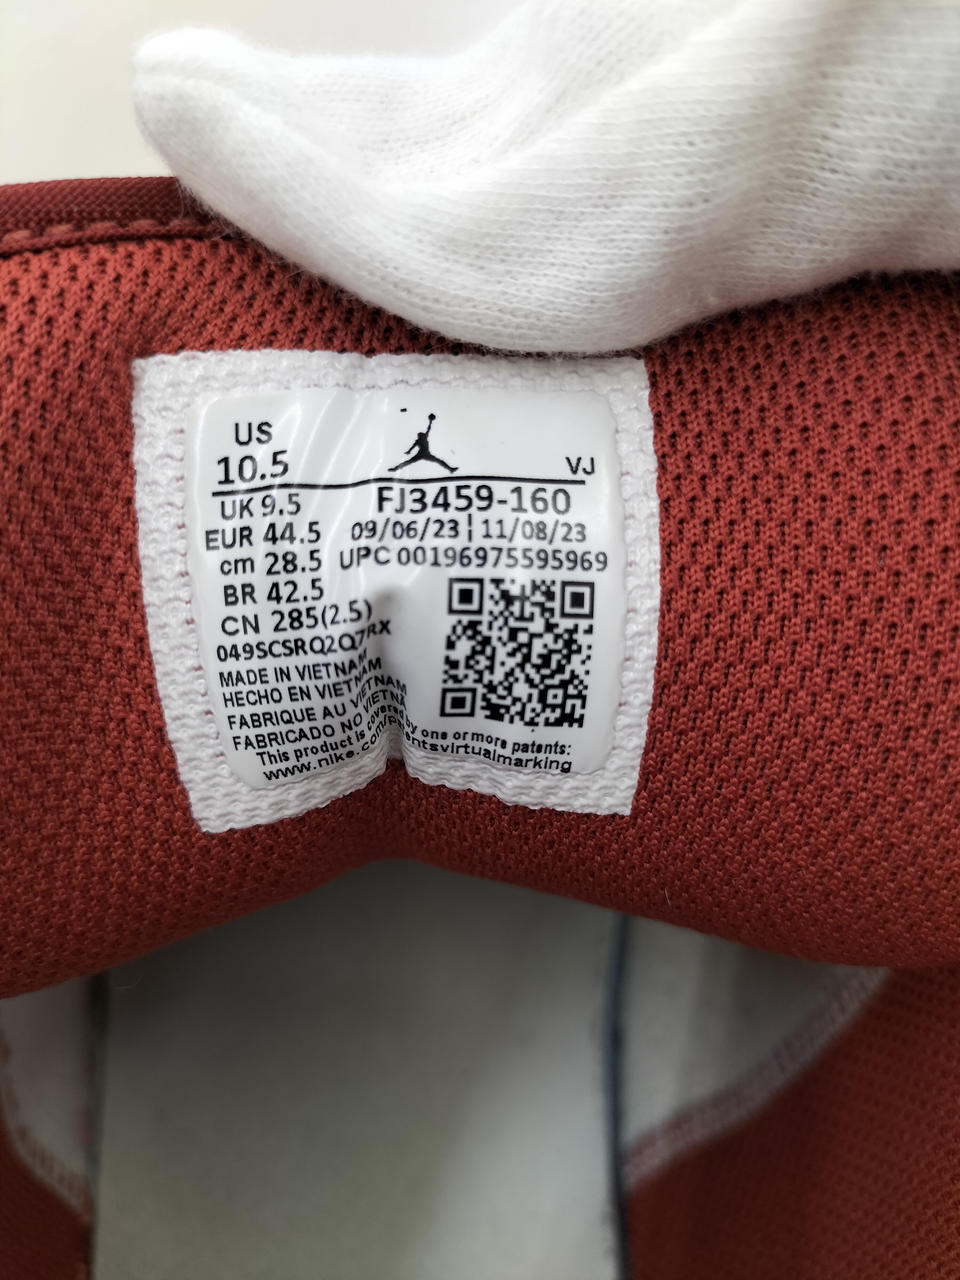 US
10.5
VJ
UK 9.5
FJ3459-160
EUR 44.5
09/06/23 | 11/08/23
cm 28.5
UPC 00196975595969
BR 42.5
CN 285(2.5)
049SCSRQ2Q7RX
MADE IN VIETNAM
HECHO EN VIETNAM
FABRIQUE AU VIETNAM
FABRICADO NO VIETNA
This product is covered by one or more patents:
www.nike.com/patentsvirtualmarking